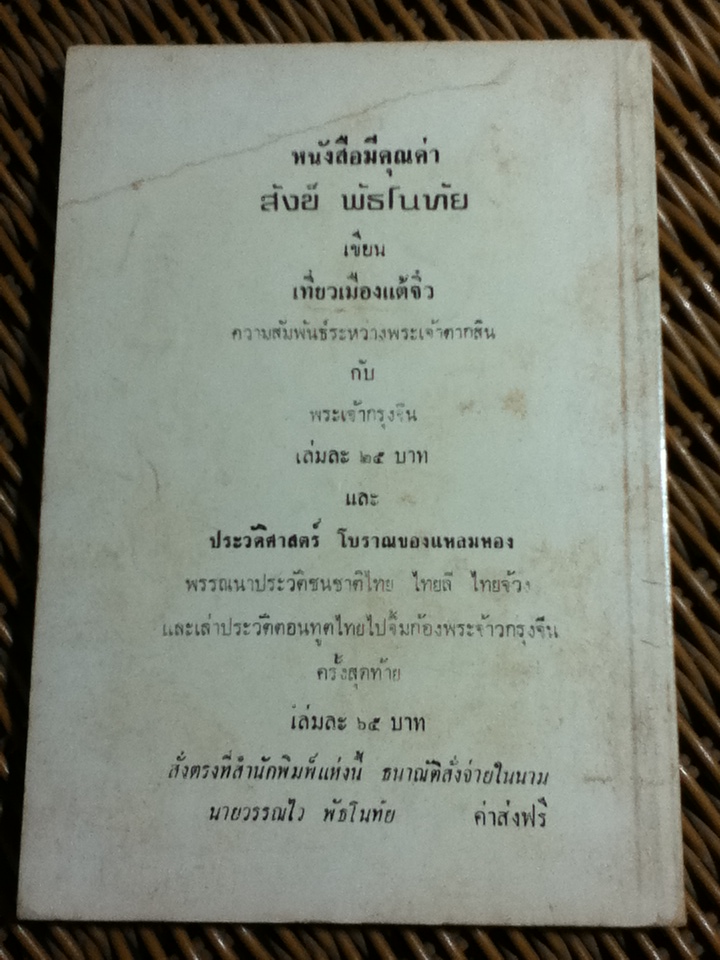 หนังสือมีคุณค่า
สังข์ พัธโนทัย
เขียน
เที่ยวเมืองแต้จิ๋ว
ความสัมพันธ์ระหว่างพระเจ้าตากสิน
กับ
พระเจ้ากรุงจีน
เล่มละ ๒๕ บาท
และ
ประวัติศาสตร์ โบราณของแหลมทอง
พรรณนาประวัติชนชาติไทย ไทยลี ไทยจ้วง
และเล่าประวัติตอนทูตไทยไปจิ้มก้องพระจ้าวกรุงจีน
ครั้งสุดท้าย
เล่มละ ๖๕ บาท
สั่งตรงที่สำนักพิมพ์แห่งนี้ ธนาณัติสั่งจ่ายในนาม
นายวรรณไว พัธโนทัย ค่าส่งฟรี